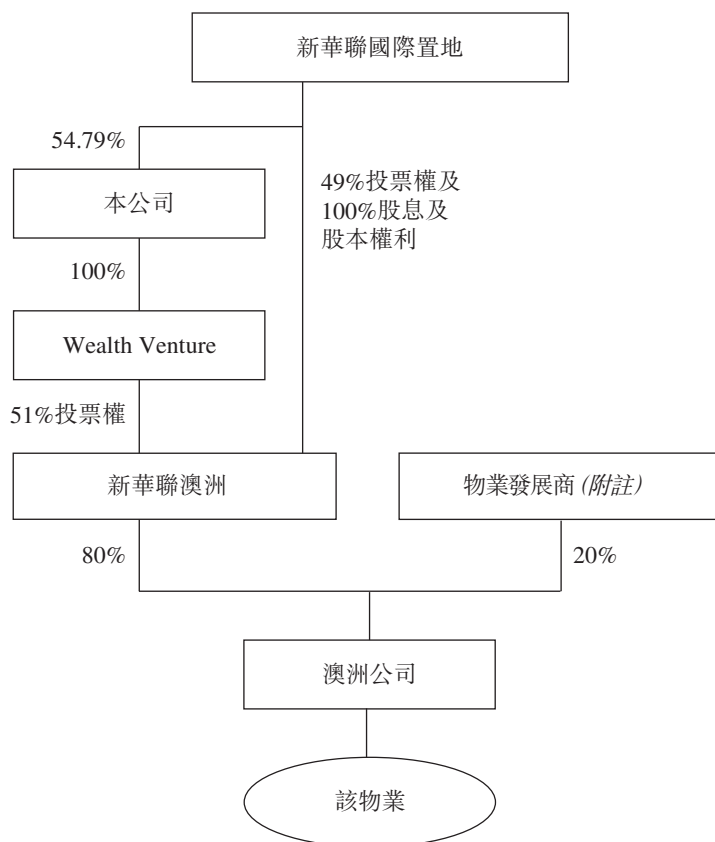 新華聯國際置地
54.79%
本公司
49%投票權及
100%股息及
股本權利
100%
Wealth Venture
51%投票權
新華聯澳洲
物業發展商 (附註)
80%
20%
澳洲公司
該物業